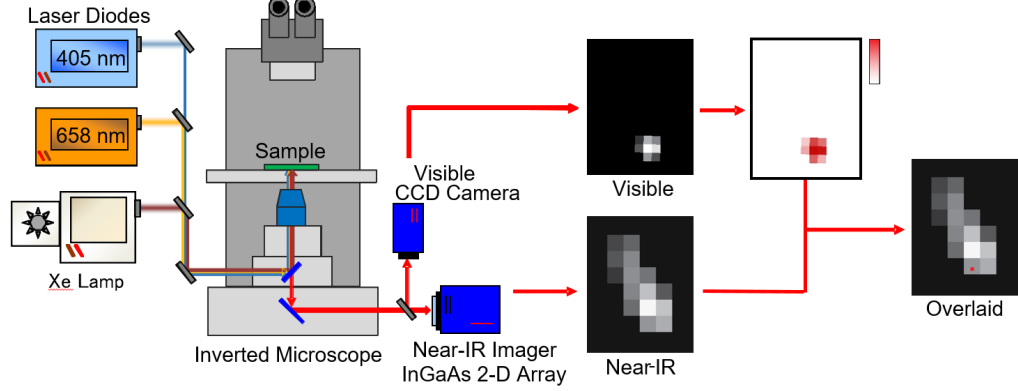 Laser Diodes
405 nm
658 nm
Xe Lamp
Sample
Inverted Microscope
Visible
CCD Camera
Near-IR Imager
InGaAs 2-D Array
Visible
Near-IR
Overlaid